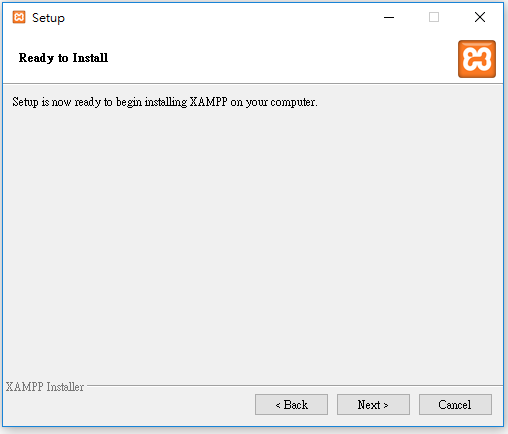 Setup
Ready to Install
Setup is now ready to begin installing XAMPP on your computer.
XAMPP Installer
< Back Next > Cancel